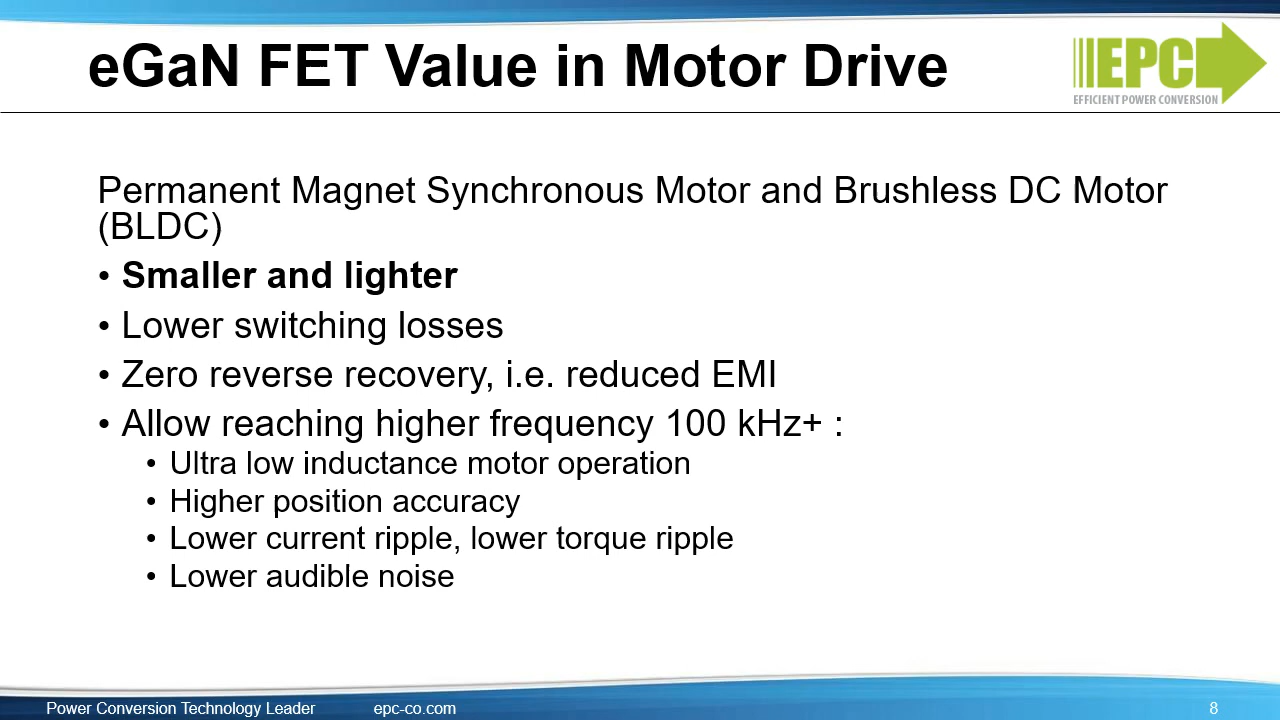 eGaN FET Value in Motor Drive
EPC
EFFICIENT POWER CONVERSION
Permanent Magnet Synchronous Motor and Brushless DC Motor
(BLDC)
• Smaller and lighter
• Lower switching losses
• Zero reverse recovery, i.e. reduced EMI
• Allow reaching higher frequency 100 kHz+ :
• Ultra low inductance motor operation
• Higher position accuracy
• Lower current ripple, lower torque ripple
• Lower audible noise
Power Conversion Technology Leader epc-co.com 8